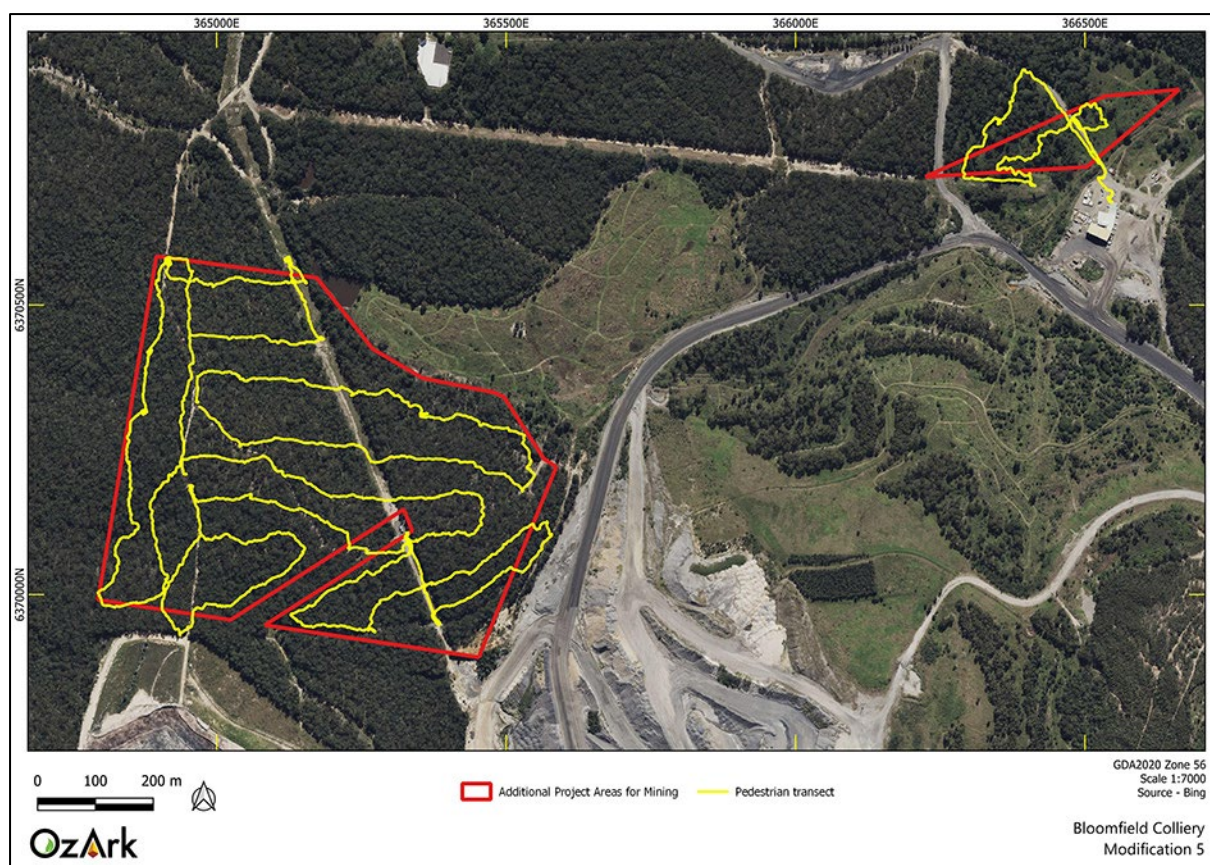 365000E
365500E
366000E
366500E
6370500N
6370000N
0 100 200 m
Additional Project Areas for Mining
Pedestrian transect
GDA2020 Zone 56
Scale 1:7000
Source - Bing
OzArk
Bloomfield Colliery
Modification 5